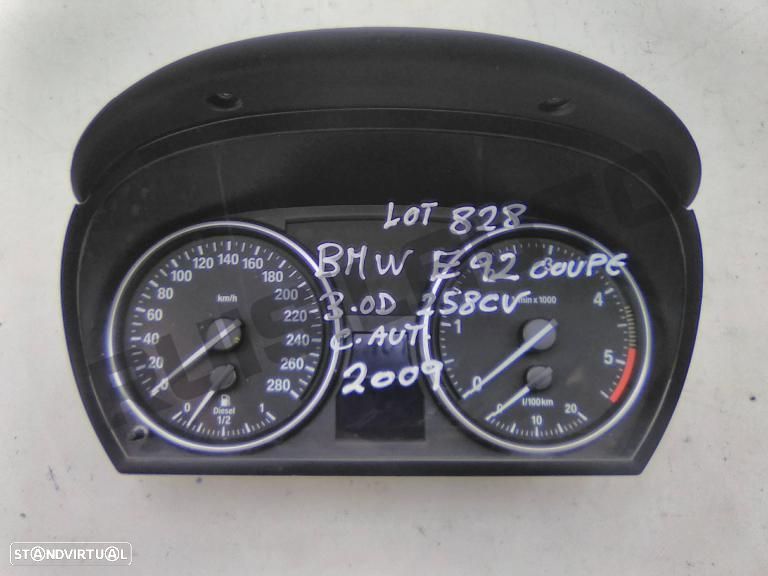 LOT 828
BMW E92 COUPE
3.0D 258CV
C. AUT.
2009
0 20 40 60 80 100 120 140 160 180 200 220 240 260 280
km/h
0 1/2 1
Diesel
0 1 4 5
1/min x 1000
0 10 20
l/100km
STANDVIRTUAL